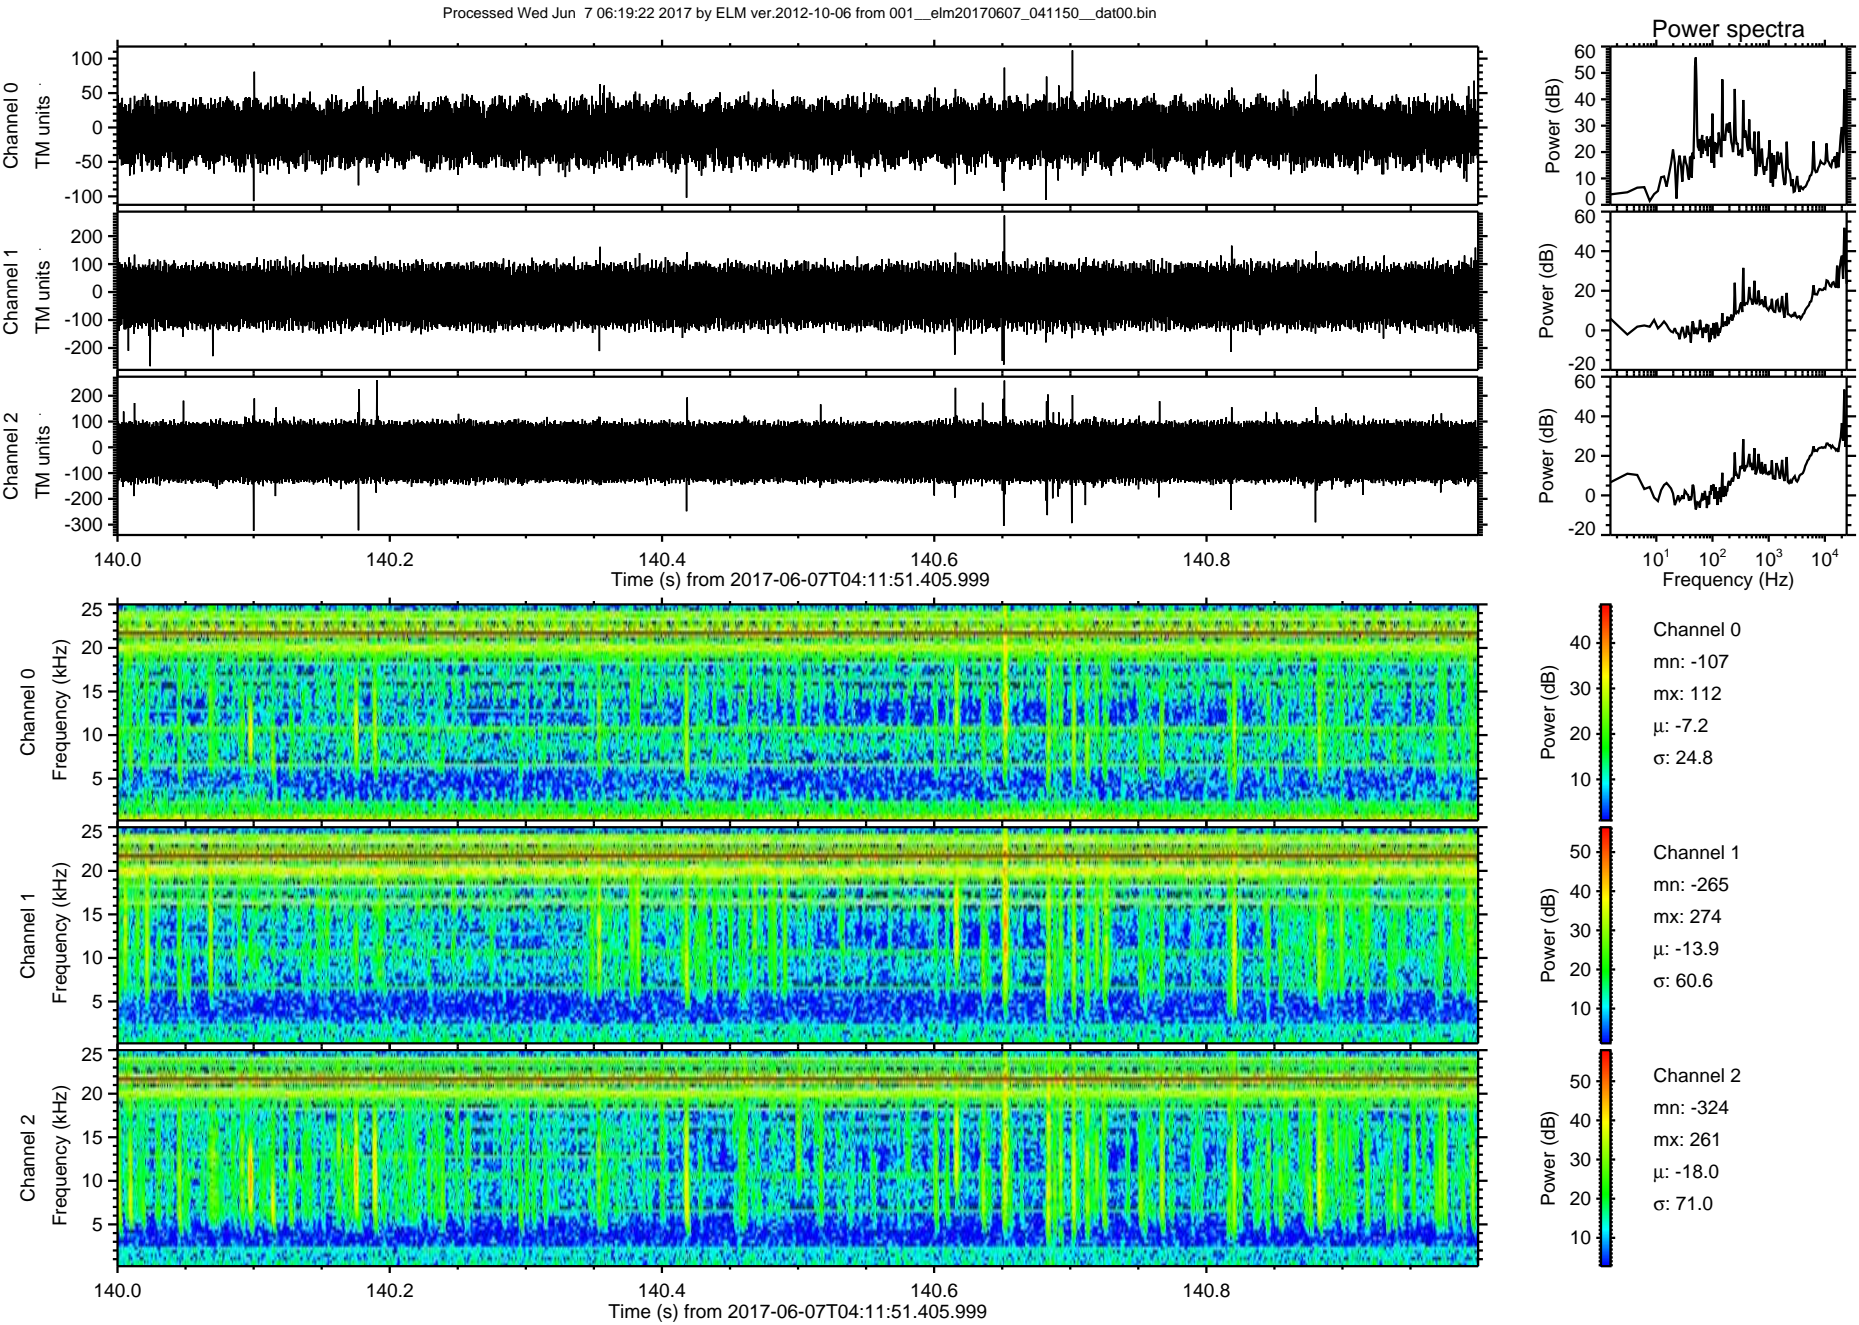 Processed Wed Jun  7 06:19:22 2017 by ELM ver.2012-10-06 from 001__elm20170607_041150__dat00.bin
Power spectra
Channel 0
TM units
100
50
0
-50
-100
Power (dB)
60
50
40
30
20
10
0
Channel 1
TM units
200
100
0
-100
-200
Power (dB)
60
40
20
0
-20
Channel 2
TM units
200
100
0
-100
-200
-300
Power (dB)
60
40
20
0
-20
140.0 140.2 140.4 140.6 140.8
Time (s) from 2017-06-07T04:11:51.405.999
10¹ 10² 10³ 10⁴
Frequency (Hz)
Channel 0
Frequency (kHz)
25
20
15
10
5
Power (dB)
40
30
20
10
Channel 0
mn: -107
mx: 112
μ: -7.2
σ: 24.8
Channel 1
Frequency (kHz)
25
20
15
10
5
Power (dB)
50
40
30
20
10
Channel 1
mn: -265
mx: 274
μ: -13.9
σ: 60.6
Channel 2
Frequency (kHz)
25
20
15
10
5
Power (dB)
50
40
30
20
10
Channel 2
mn: -324
mx: 261
μ: -18.0
σ: 71.0
140.0 140.2 140.4 140.6 140.8
Time (s) from 2017-06-07T04:11:51.405.999